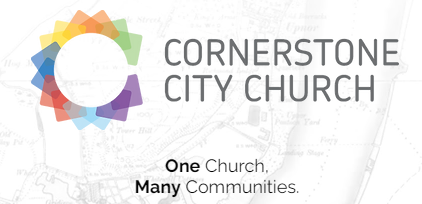 CORNERSTONE
CITY CHURCH
One Church,
Many Communities.